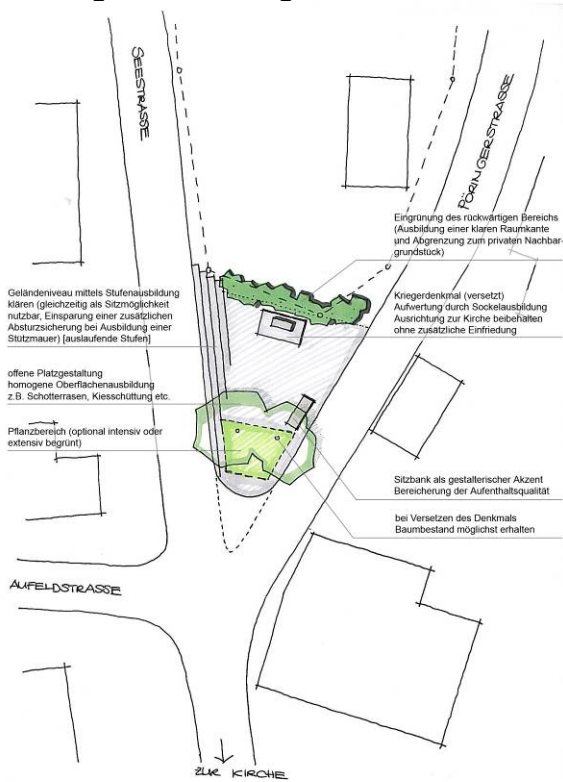 SEESTRASSE
PÖRINGERSTRASSE
Eingrünung des rückwärtigen Bereichs
(Ausbildung einer klaren Raumkante
und Abgrenzung zum privaten Nachbar-
grundstück)
Geländeniveau mittels Stufenausbildung
klären (gleichzeitig als Sitzmöglichkeit
nutzbar, Einsparung einer zusätzlichen
Absturzsicherung bei Ausbildung einer
Stützmauer) [auslaufende Stufen]
Kriegerdenkmal (versetzt)
Aufwertung durch Sockelausbildung
Ausrichtung zur Kirche beibehalten
ohne zusätzliche Einfriedung
offene Platzgestaltung
homogene Oberflächenausbildung
z.B. Schotterrasen, Kiesschüttung etc.
Pflanzbereich (optional intensiv oder
extensiv begrünt)
Sitzbank als gestalterischer Akzent
Bereicherung der Aufenthaltsqualität
bei Versetzen des Denkmals
Baumbestand möglichst erhalten
AUFELDSTRASSE
ZUR KIRCHE